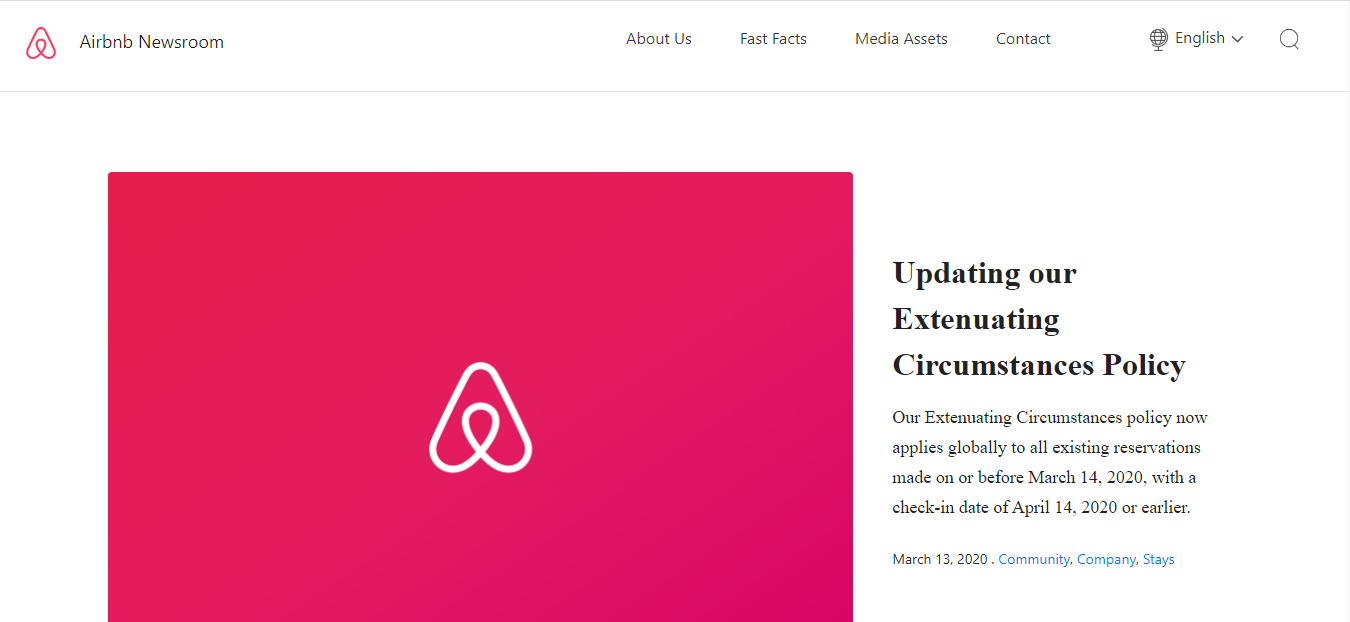 Airbnb Newsroom
About Us
Fast Facts
Media Assets
Contact
English
Updating our
Extenuating
Circumstances Policy
Our Extenuating Circumstances policy now
applies globally to all existing reservations
made on or before March 14, 2020, with a
check-in date of April 14, 2020 or earlier.
March 13, 2020 . Community, Company, Stays